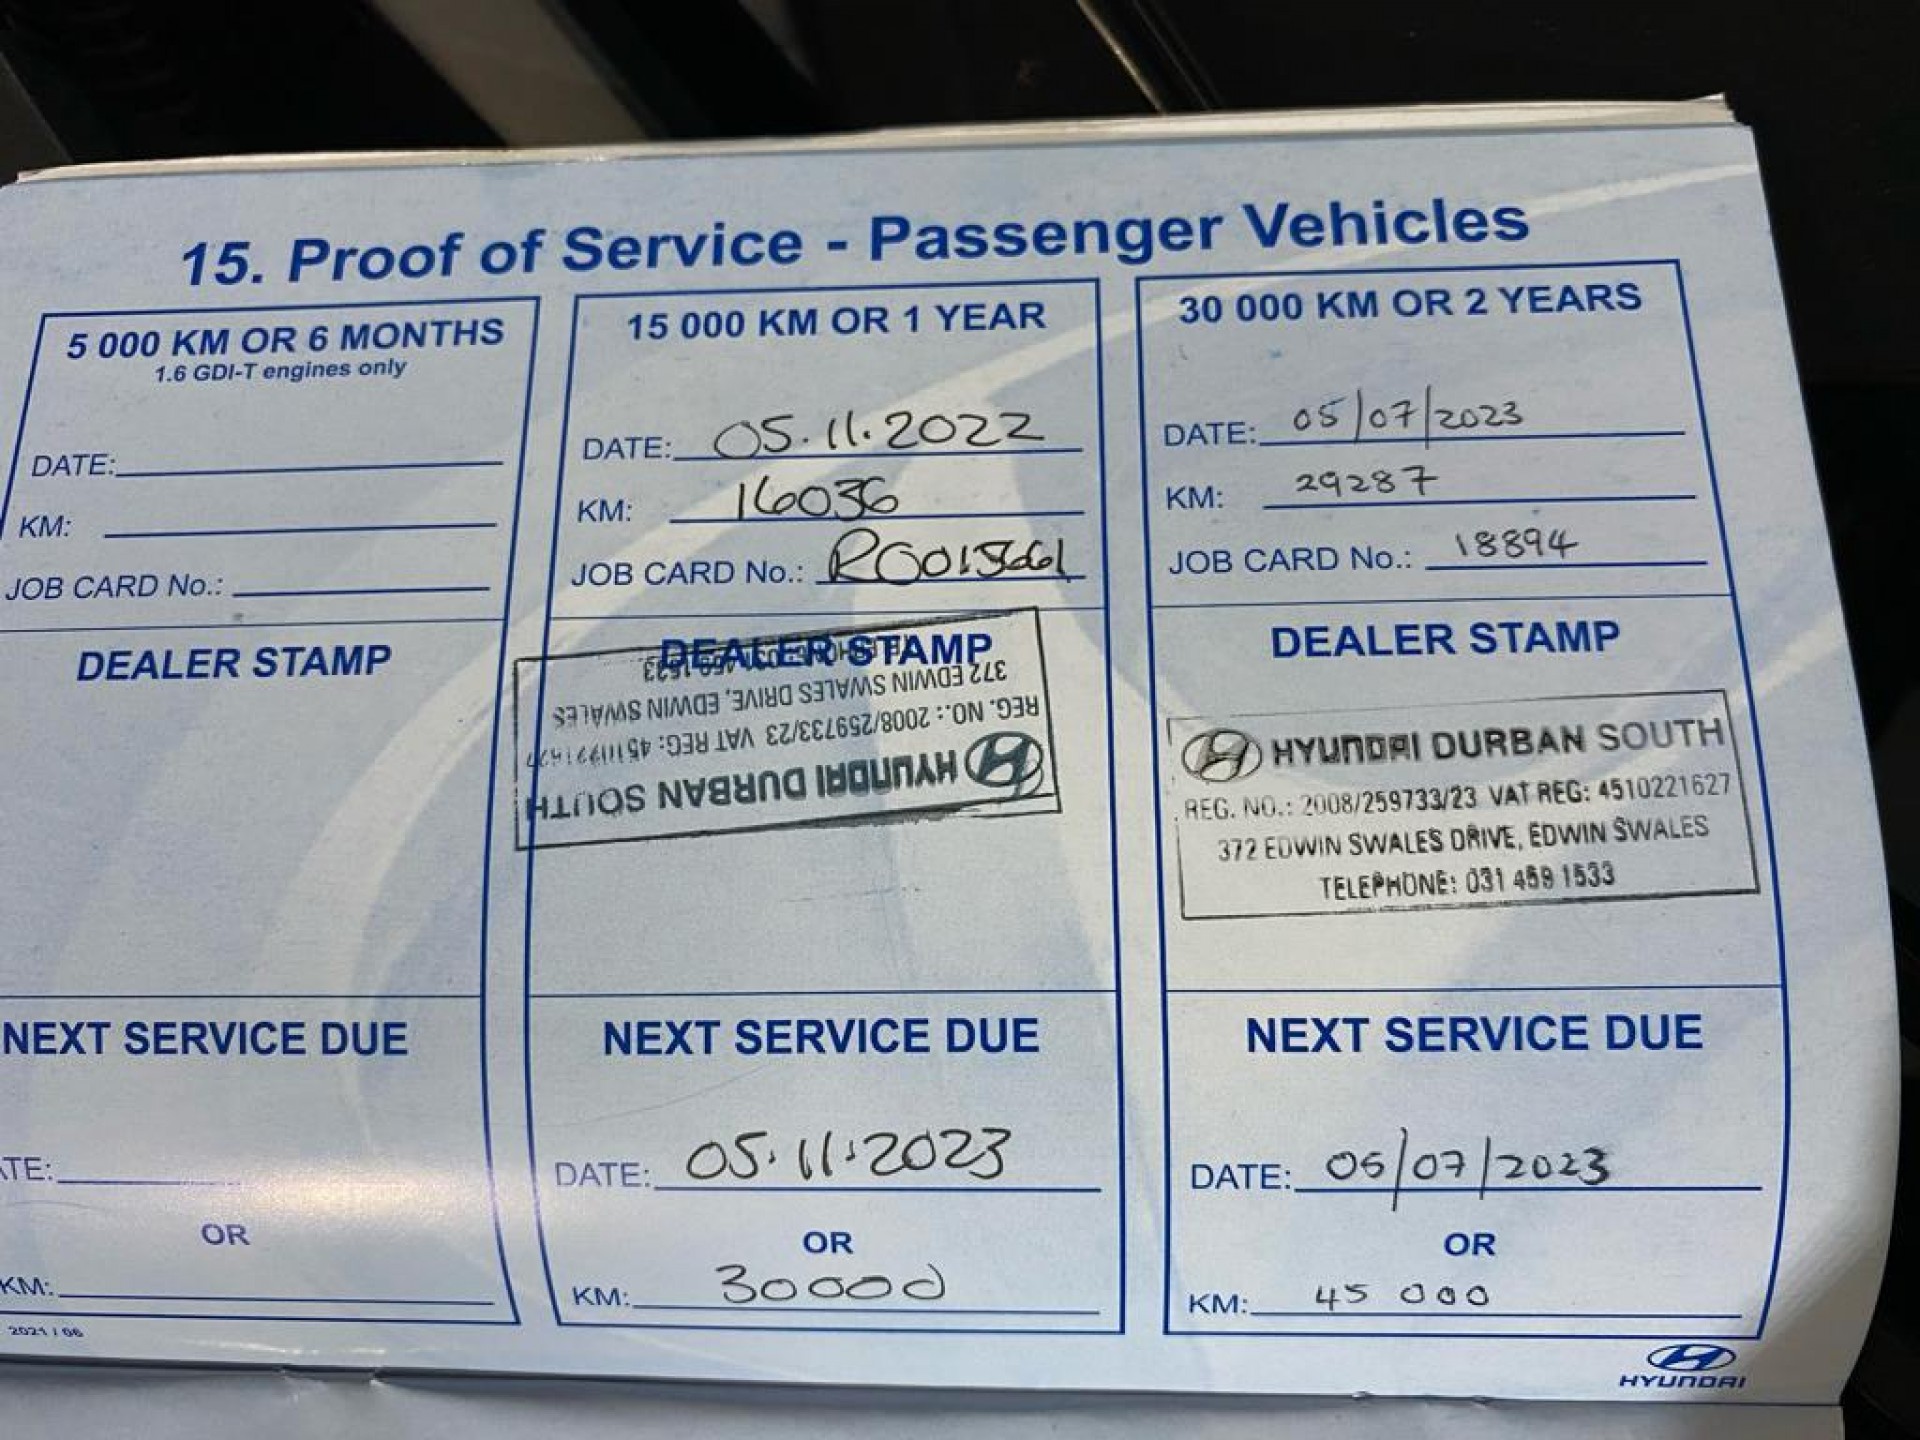 15. Proof of Service - Passenger Vehicles
5 000 KM OR 6 MONTHS
1.6 GDI-T engines only
DATE:
KM:
JOB CARD No.:
DEALER STAMP
NEXT SERVICE DUE
ATE:
OR
KM:
2021 / 06
15 000 KM OR 1 YEAR
DATE: 05.11.2022
KM: 16036
JOB CARD No.:
DEALER STAMP
HYUNDAI DURBAN SOUTH
REG. NO.: 2008/259733/23 VAT REG:
372 EDWIN SWALES DRIVE, EDWIN SWALES
NEXT SERVICE DUE
DATE: 05.11.2023
OR
KM: 30000
30 000 KM OR 2 YEARS
DATE: 05/07/2023
KM: 29287
JOB CARD No.: 18894
DEALER STAMP
HYUNDAI DURBAN SOUTH
REG. NO.: 2008/259733/23 VAT REG: 4510221627
372 EDWIN SWALES DRIVE, EDWIN SWALES
TELEPHONE: 031 459 1533
NEXT SERVICE DUE
DATE: 05/07/2023
OR
KM: 45 000
HYUNDAI